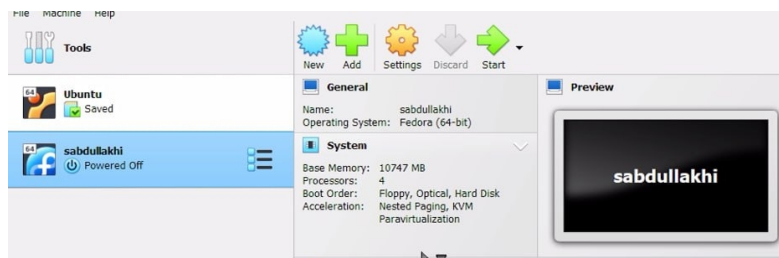 File Machine Help
Tools
New Add Settings Discard Start
64 Ubuntu
Saved
64 sabdullakhi
Powered Off
General
Name: sabdullakhi
Operating System: Fedora (64-bit)
System
Base Memory: 10747 MB
Processors: 4
Boot Order: Floppy, Optical, Hard Disk
Acceleration: Nested Paging, KVM
Paravirtualization
Preview
sabdullakhi